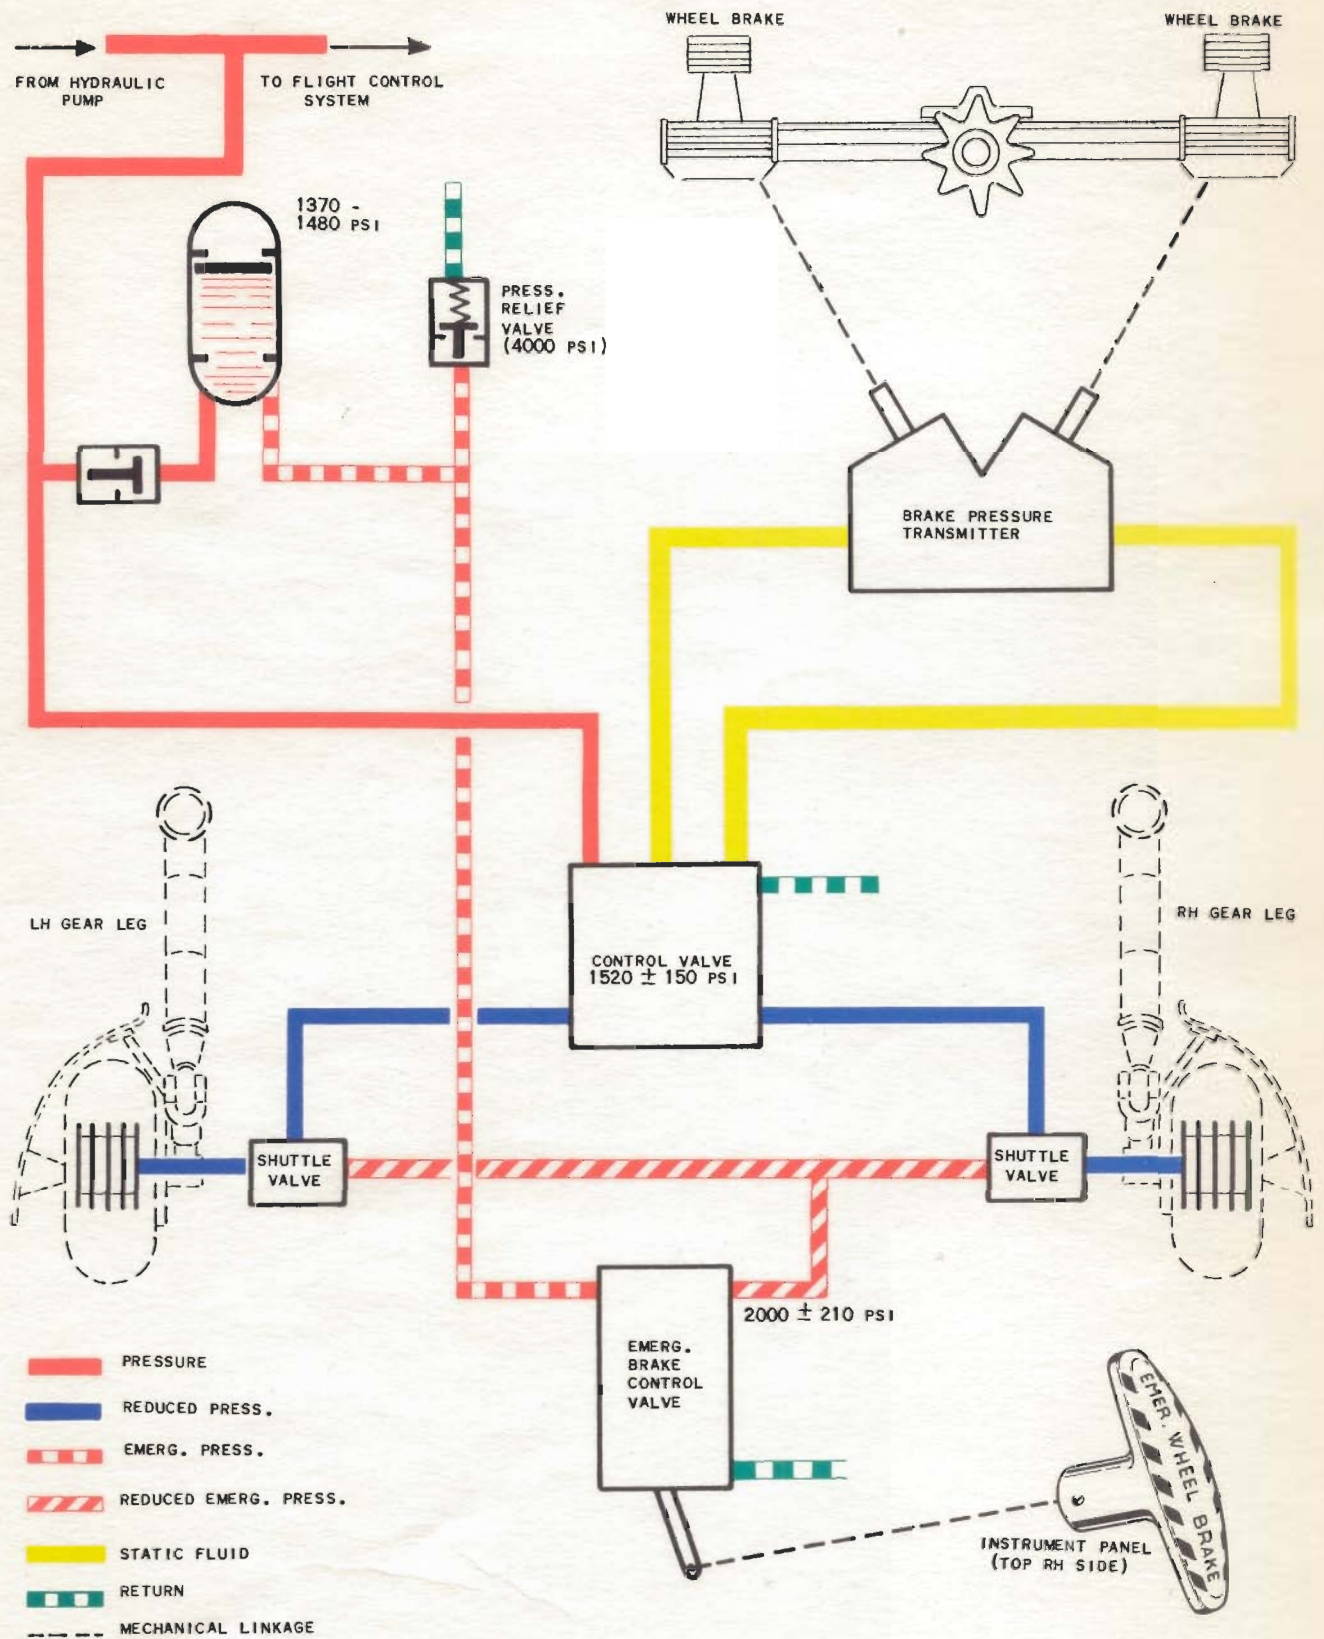 WHEEL BRAKE
WHEEL BRAKE
FROM HYDRAULIC
PUMP
TO FLIGHT CONTROL
SYSTEM
1370 -
1480 PSI
PRESS.
RELIEF
VALVE
(4000 PSI)
BRAKE PRESSURE
TRANSMITTER
LH GEAR LEG
RH GEAR LEG
CONTROL VALVE
1520 ± 150 PSI
SHUTTLE
VALVE
SHUTTLE
VALVE
2000 ± 210 PSI
EMERG.
BRAKE
CONTROL
VALVE
PRESSURE
REDUCED PRESS.
EMERG. PRESS.
REDUCED EMERG. PRESS.
STATIC FLUID
RETURN
MECHANICAL LINKAGE
INSTRUMENT PANEL
(TOP RH SIDE)
EMER. WHEEL BRAKE